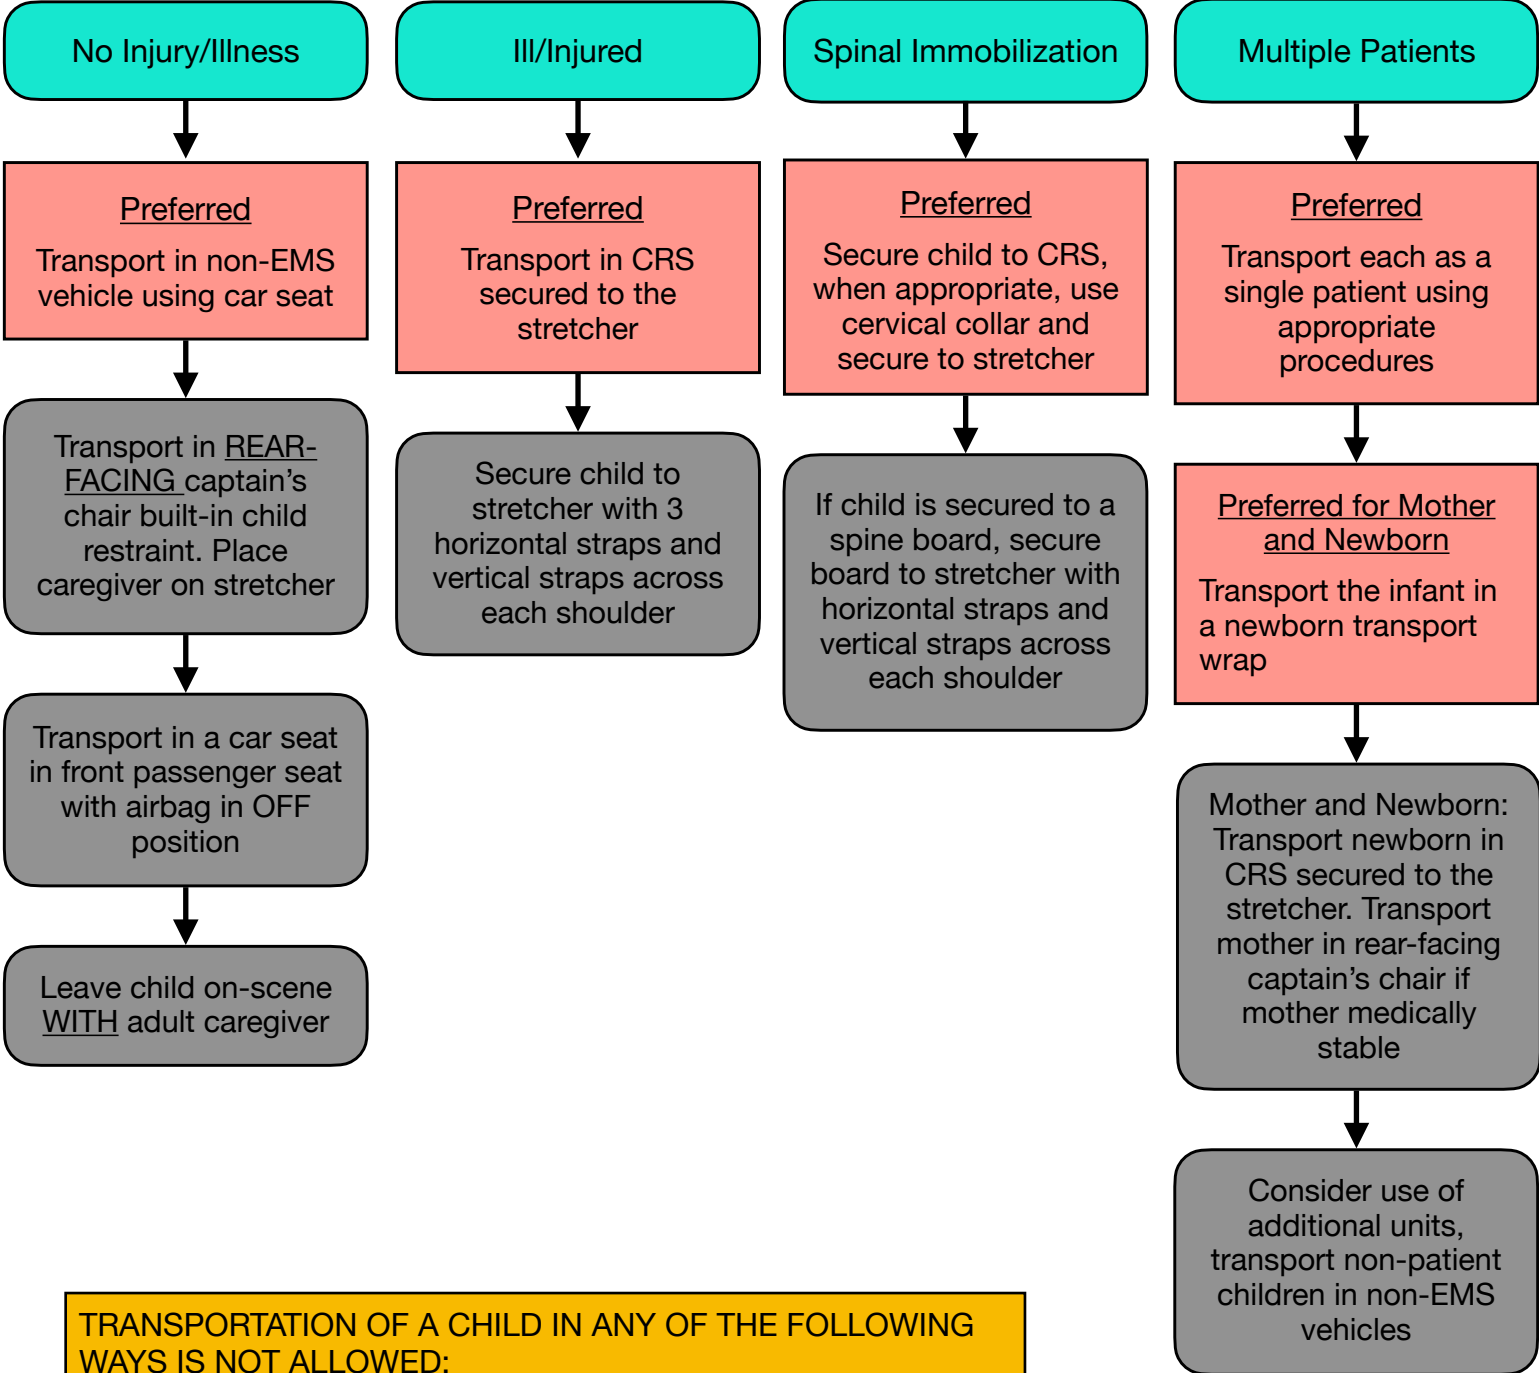 No Injury/Illness
Preferred
Transport in non-EMS
vehicle using car seat
Transport in REAR-
FACING captain's
chair built-in child
restraint. Place
caregiver on stretcher
Transport in a car seat
in front passenger seat
with airbag in OFF
position
Leave child on-scene
WITH adult caregiver
Ill/Injured
Preferred
Transport in CRS
secured to the
stretcher
Secure child to
stretcher with 3
horizontal straps and
vertical straps across
each shoulder
Spinal Immobilization
Preferred
Secure child to CRS,
when appropriate, use
cervical collar and
secure to stretcher
If child is secured to a
spine board, secure
board to stretcher with
horizontal straps and
vertical straps across
each shoulder
Multiple Patients
Preferred
Transport each as a
single patient using
appropriate
procedures
Preferred for Mother
and Newborn
Transport the infant in
a newborn transport
wrap
Mother and Newborn:
Transport newborn in
CRS secured to the
stretcher. Transport
mother in rear-facing
captain's chair if
mother medically
stable
Consider use of
additional units,
transport non-patient
children in non-EMS
vehicles
TRANSPORTATION OF A CHILD IN ANY OF THE FOLLOWING
WAYS IS NOT ALLOWED: